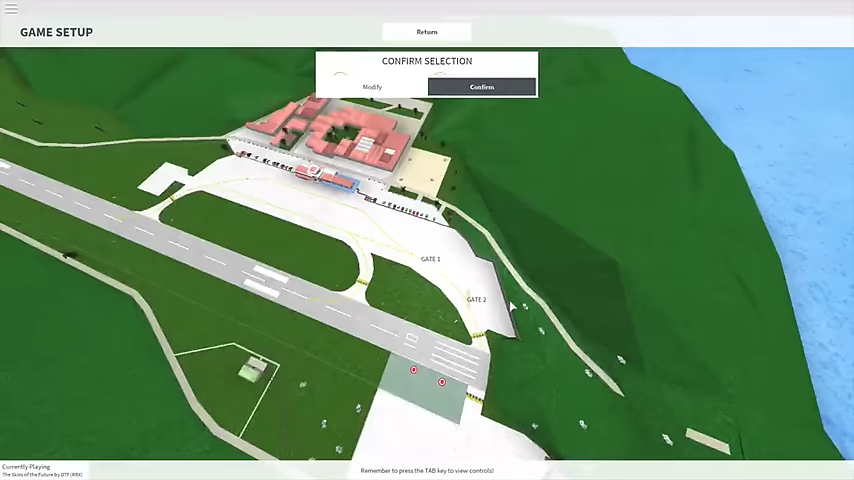 GAME SETUP
Return
CONFIRM SELECTION
Modify
Confirm
GATE 1
GATE 2
Currently Playing
The Skies of the Future by DTF (RBX)
Remember to press the TAB key to view controls!